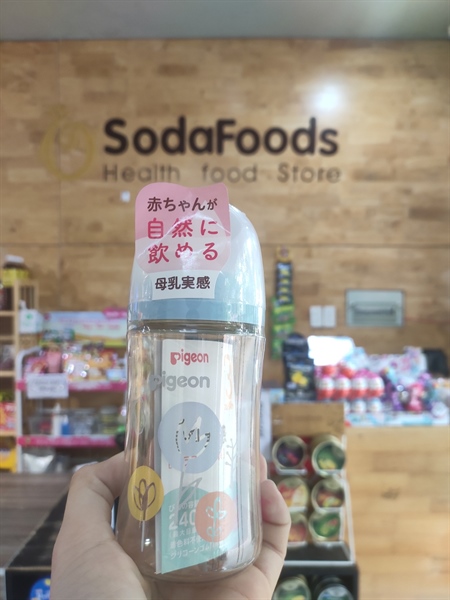 SodaFoods
Health food Store
赤ちゃんが
自然に
飲める
母乳実感
Pigeon
Pigeon
240